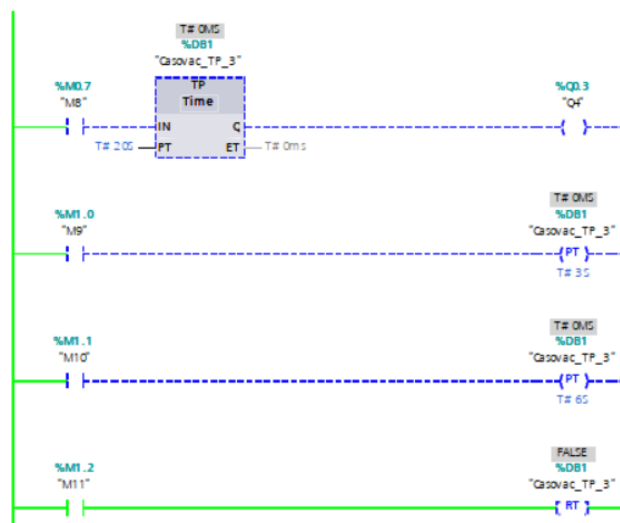 T# 0MS
%DB1
"Casovac_TP_3"
%M0.7
"M8"
TP
Time
%Q0.3
"Q4"
IN Q
T# 20S PT ET T# 0ms
T# 0MS
%M1.0
%DB1
"M9"
"Casovac_TP_3"
PT
T# 3S
T# 0MS
%M1.1
%DB1
"M10"
"Casovac_TP_3"
PT
T# 6S
FALSE
%M1.2
%DB1
"M11"
"Casovac_TP_3"
RT